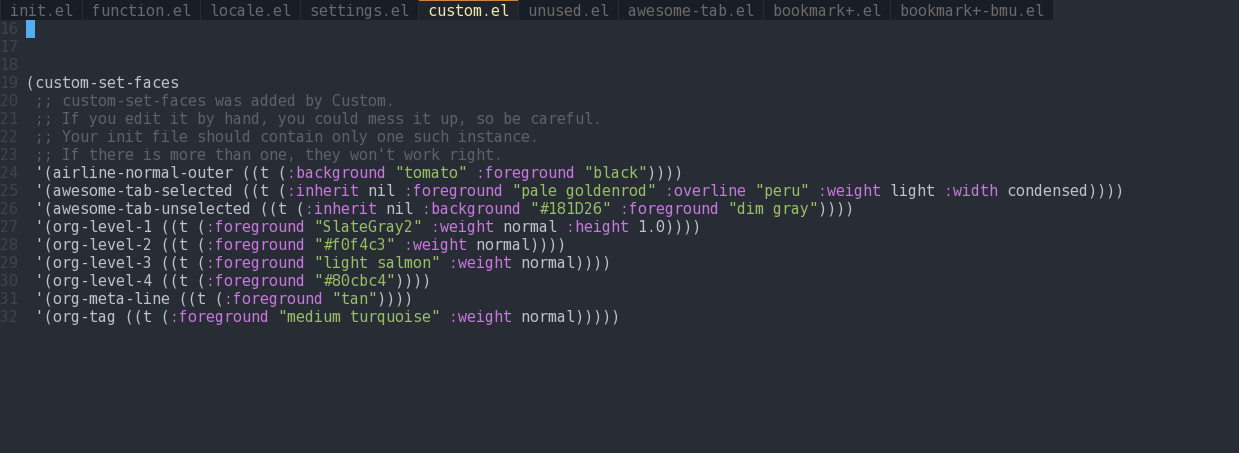 init.el function.el locale.el settings.el custom.el unused.el awesome-tab.el bookmark+.el bookmark+-bmu.el
16
17
18
19 (custom-set-faces
20  ;; custom-set-faces was added by Custom.
21  ;; If you edit it by hand, you could mess it up, so be careful.
22  ;; Your init file should contain only one such instance.
23  ;; If there is more than one, they won't work right.
24  '(airline-normal-outer ((t (:background "tomato" :foreground "black"))))
25  '(awesome-tab-selected ((t (:inherit nil :foreground "pale goldenrod" :overline "peru" :weight light :width condensed))))
26  '(awesome-tab-unselected ((t (:inherit nil :background "#181D26" :foreground "dim gray"))))
27  '(org-level-1 ((t (:foreground "SlateGray2" :weight normal :height 1.0))))
28  '(org-level-2 ((t (:foreground "#f0f4c3" :weight normal))))
29  '(org-level-3 ((t (:foreground "light salmon" :weight normal))))
30  '(org-level-4 ((t (:foreground "#80cbc4"))))
31  '(org-meta-line ((t (:foreground "tan"))))
32  '(org-tag ((t (:foreground "medium turquoise" :weight normal)))))